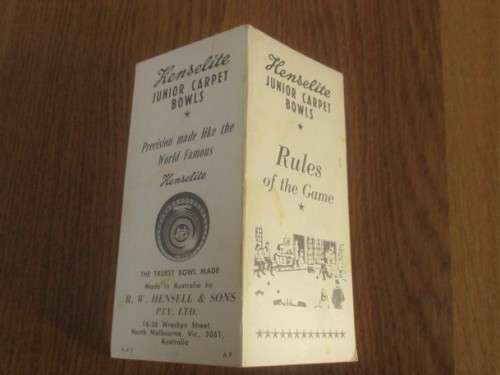 Henselite
JUNIOR CARPET
BOWLS
Precision made like the
World Famous
Henselite
THE TRUEST BOWL MADE
Made in Australia by
R. W. HENSELL & SONS
PTY. LTD.
North Melbourne, Vic., 3051,
Australia
Henselite
JUNIOR CARPET
BOWLS
Rules
of the Game